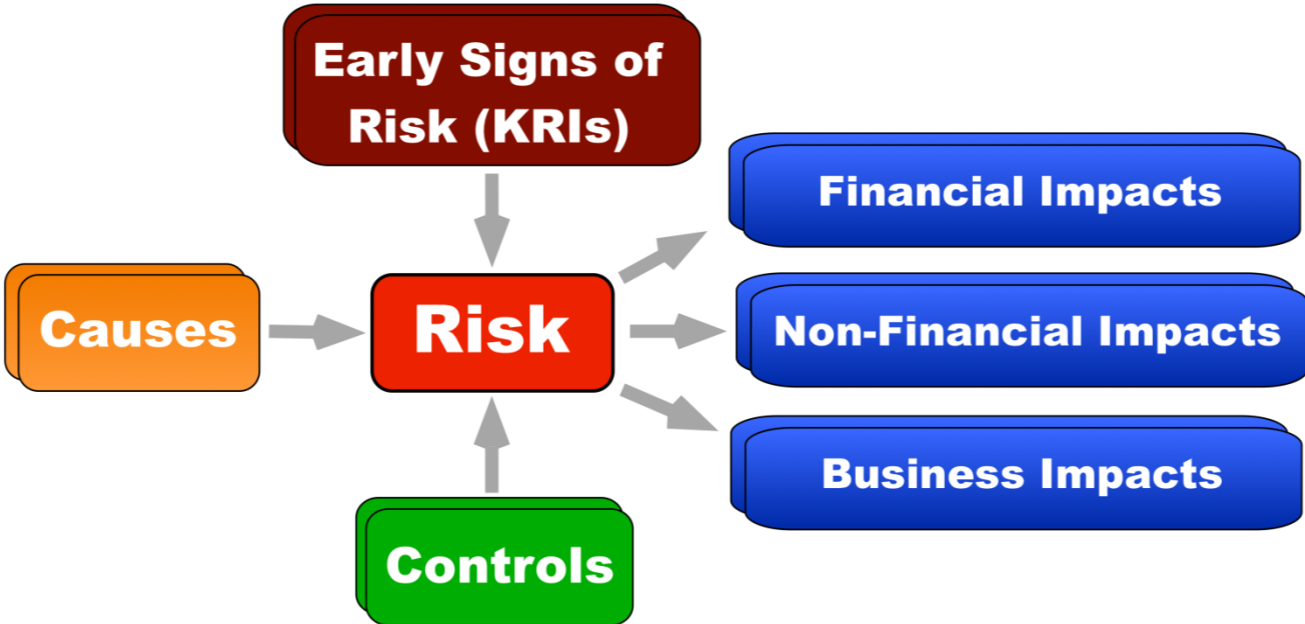 Early Signs of
Risk (KRIs)
Financial Impacts
Causes
Risk
Non-Financial Impacts
Business Impacts
Controls